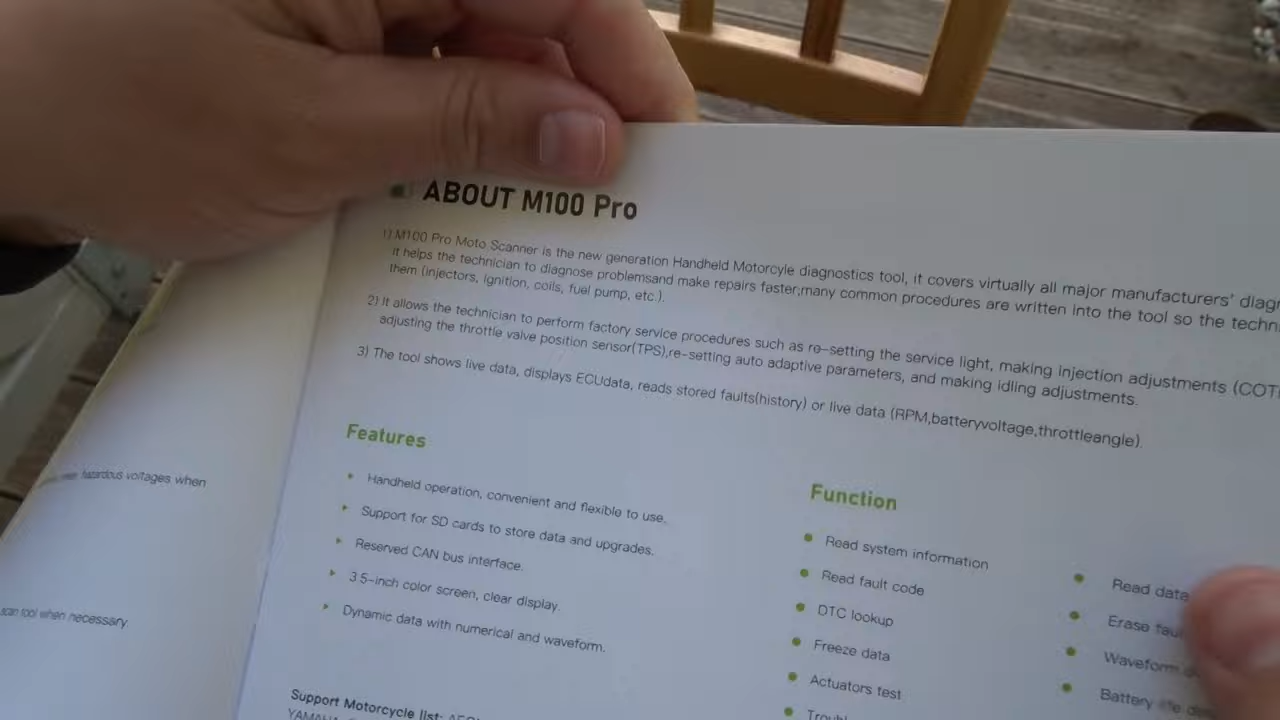 ABOUT M100 Pro
1) M100 Pro Moto Scanner is the new generation Handheld Motorcyle diagnostics tool, it covers virtually all major manufacturers' diagn
it helps the technician to diagnose problemsand make repairs faster;many common procedures are written into the tool so the techni
them (injectors, ignition, coils, fuel pump, etc.).
2) It allows the technician to perform factory service procedures such as re-setting the service light, making injection adjustments (COTi
adjusting the throttle valve position sensor(TPS),re-setting auto adaptive parameters, and making idling adjustments.
3) The tool shows live data, displays ECUdata, reads stored faults(history) or live data (RPM,batteryvoltage,throttleangle).
Features
Handheld operation, convenient and flexible to use.
Support for SD cards to store data and upgrades.
Reserved CAN bus interface.
3.5-inch color screen, clear display.
Dynamic data with numerical and waveform.
Support Motorcycle list:
YAMAHA
Function
Read system information
Read fault code
DTC lookup
Freeze data
Actuators test
Read data
Erase
Waveform
Battery
hazardous voltages when
scan tool when necessary